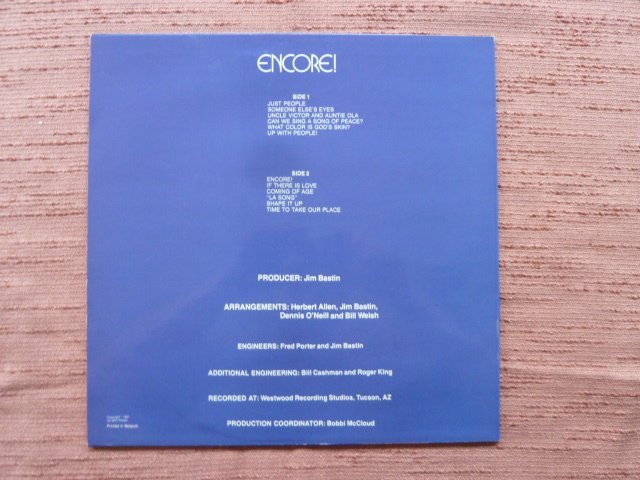 ENCORE!
SIDE 1
JUST PEOPLE
SOMEONE ELSE'S EYES
UNCLE VICTOR AND AUNTIE OLA
CAN WE SING A SONG OF PEACE?
WHAT COLOR IS GOD'S SKIN?
UP WITH PEOPLE!
SIDE 2
ENCORE!
IF THERE IS LOVE
COMING OF AGE
"LA SONG"
SHAPE IT UP
TIME TO TAKE OUR PLACE
PRODUCER: Jim Bastin
ARRANGEMENTS: Herbert Allen, Jim Bastin,
Dennis O'Neill and Bill Welsh
ENGINEERS: Fred Porter and Jim Bastin
ADDITIONAL ENGINEERING: Bill Cashman and Roger King
RECORDED AT: Westwood Recording Studios, Tucson, AZ
PRODUCTION COORDINATOR: Bobbi McCloud
Copyright
Printed in Belgium